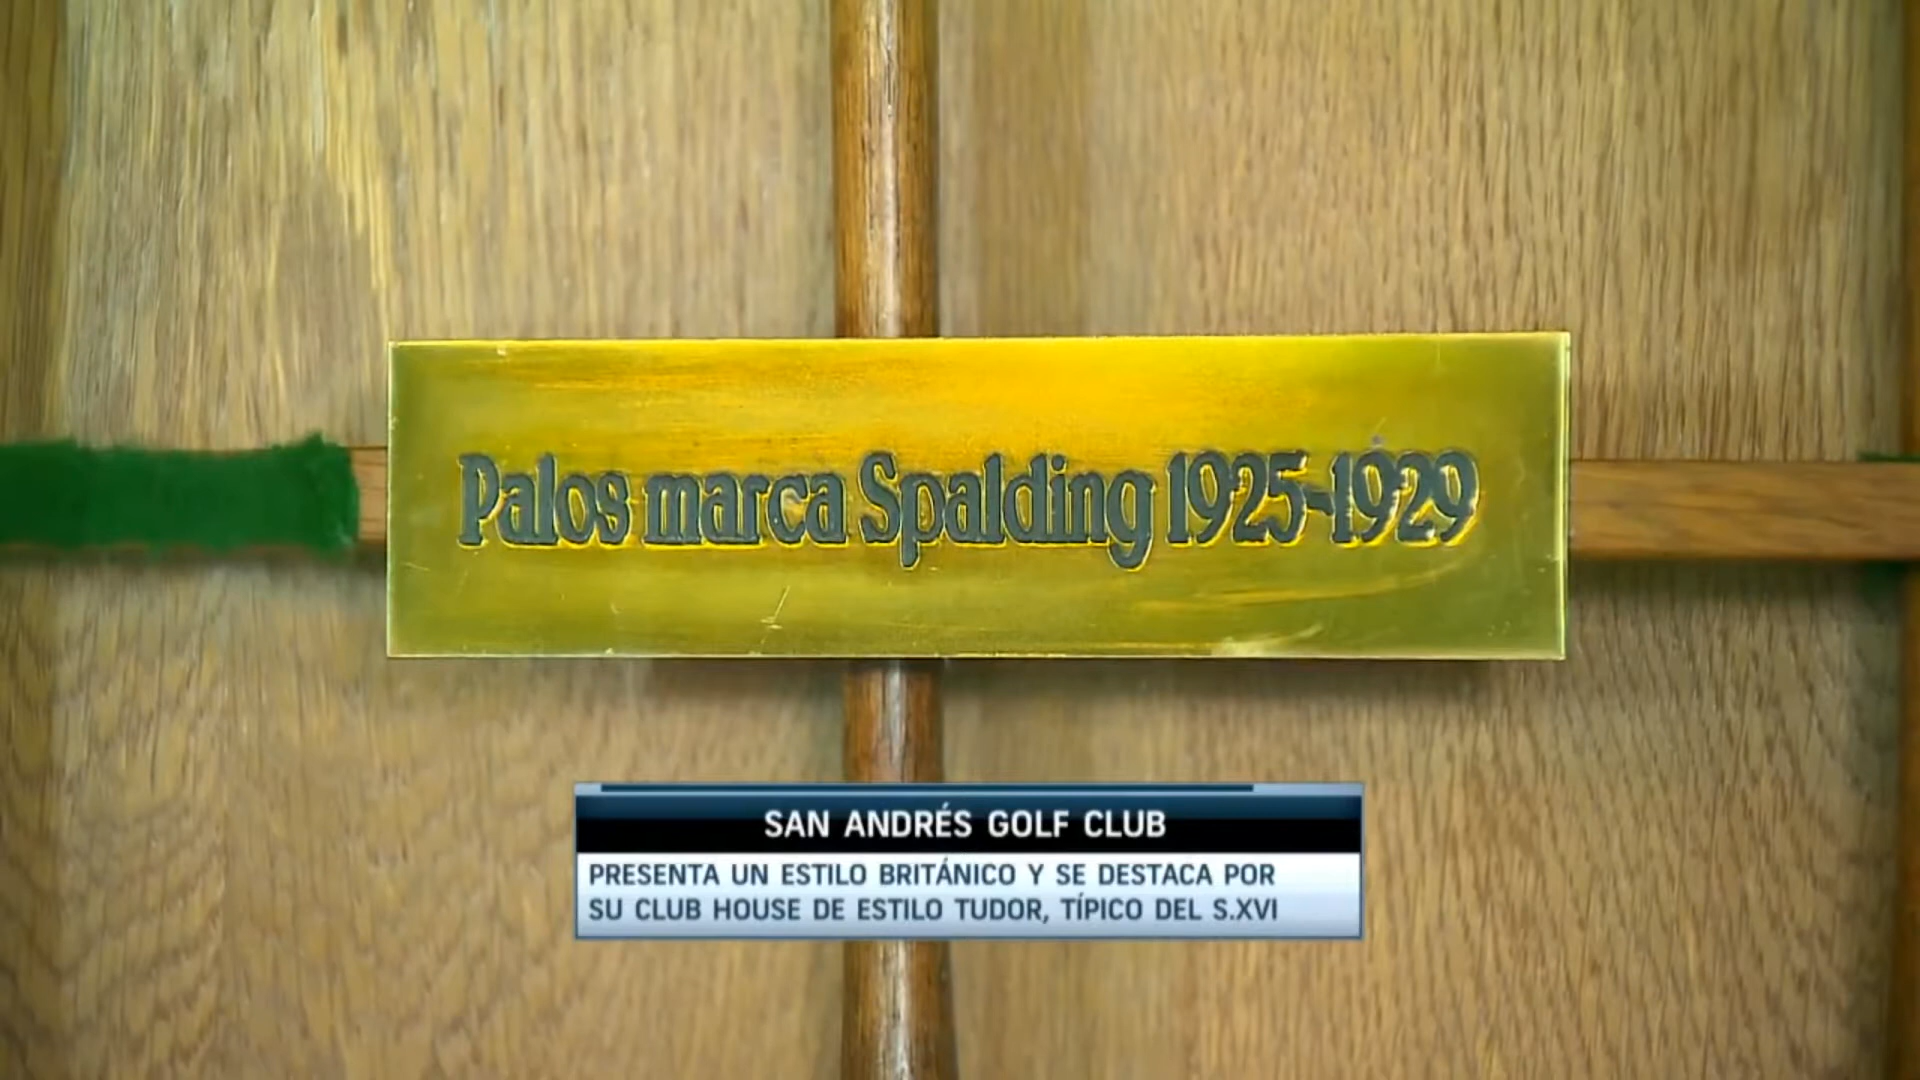 Palos marca Spalding 1925-1929
SAN ANDRÉS GOLF CLUB
PRESENTA UN ESTILO BRITÁNICO Y SE DESTACA POR
SU CLUB HOUSE DE ESTILO TUDOR, TÍPICO DEL S.XVI